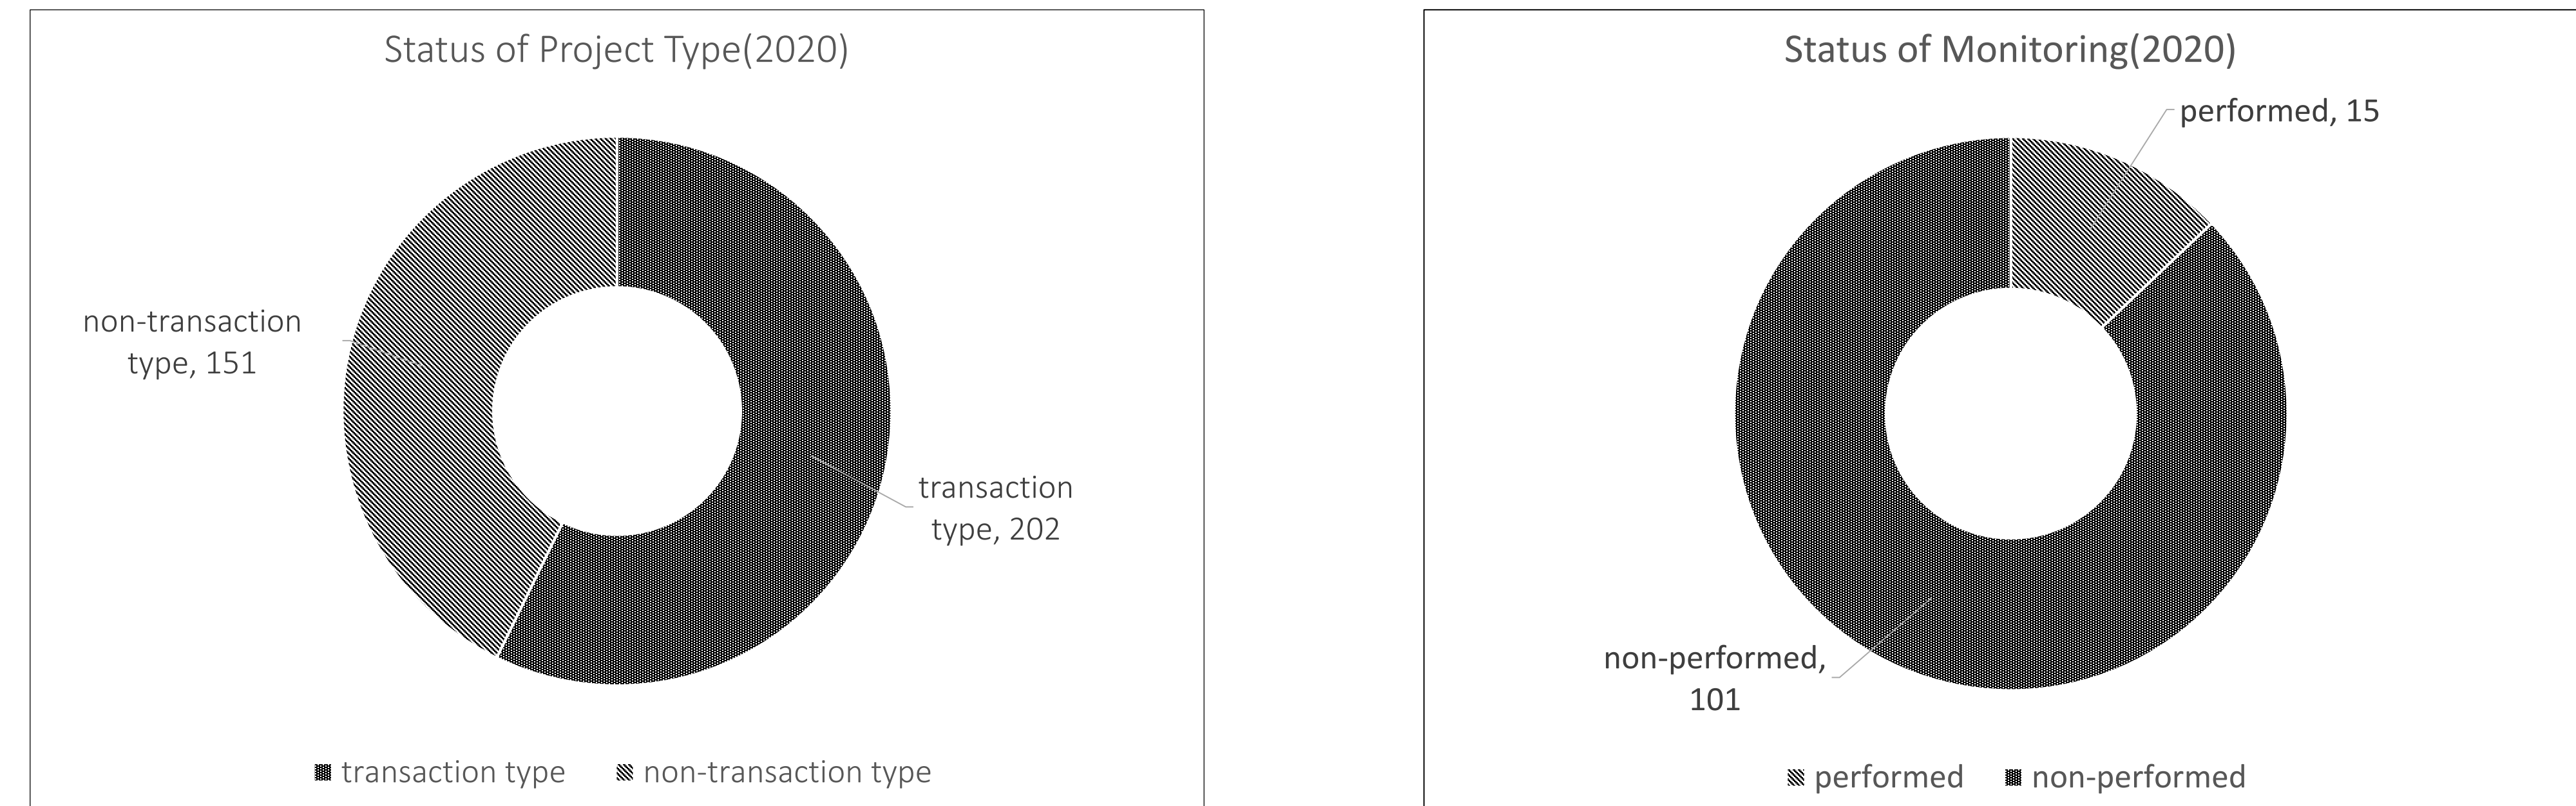 Status of Project Type(2020)
non-transaction
type, 151
transaction
type, 202
transaction type
non-transaction type
Status of Monitoring(2020)
performed, 15
non-performed,
101
performed
non-performed